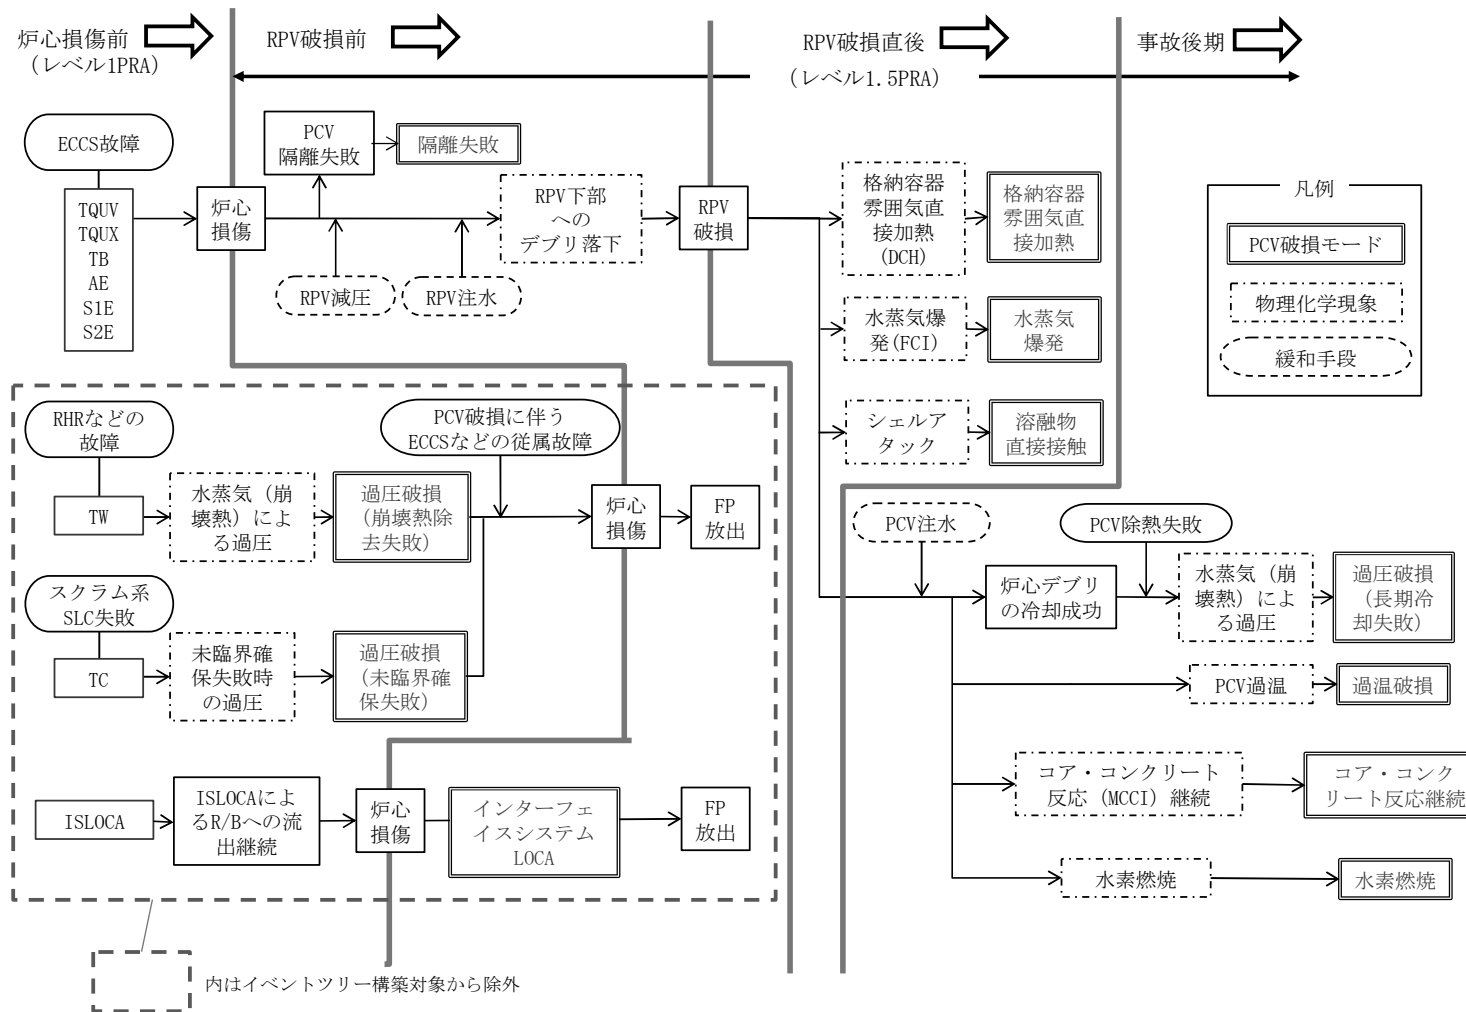 炉心損傷前
（レベル1PRA）
RPV破損前
RPV破損直後
（レベル1.5PRA）
事故後期
ECCS故障
TQUV
TQUX
TB
AE
S1E
S2E
炉心
損傷
PCV
隔離失敗
隔離失敗
RPV減圧
RPV注水
RPV下部
への
デブリ落下
RPV
破損
格納容器
雰囲気直
接加熱
(DCH)
格納容器
雰囲気直
接加熱
水蒸気爆
発(FCI)
水蒸気
爆発
シェルア
タック
溶融物
直接接触
凡例
PCV破損モード
物理化学現象
緩和手段
RHRなどの
故障
TW
水蒸気（崩
壊熱）によ
る過圧
過圧破損
（崩壊熱除
去失敗）
PCV破損に伴う
ECCSなどの従属故障
炉心
損傷
FP
放出
スクラム系
SLC失敗
TC
未臨界確
保失敗時
の過圧
過圧破損
（未臨界確
保失敗）
ISLOCA
ISLOCAによ
るR/Bへの流
出継続
炉心
損傷
インターフェ
イスシステム
LOCA
FP
放出
PCV注水
PCV除熱失敗
炉心デブリ
の冷却成功
水蒸気（崩
壊熱）によ
る過圧
過圧破損
（長期冷
却失敗）
PCV過温
過温破損
コア・コンクリート
反応（MCCI）継続
コア・コンク
リート反応継続
水素燃焼
水素燃焼
内はイベントツリー構築対象から除外